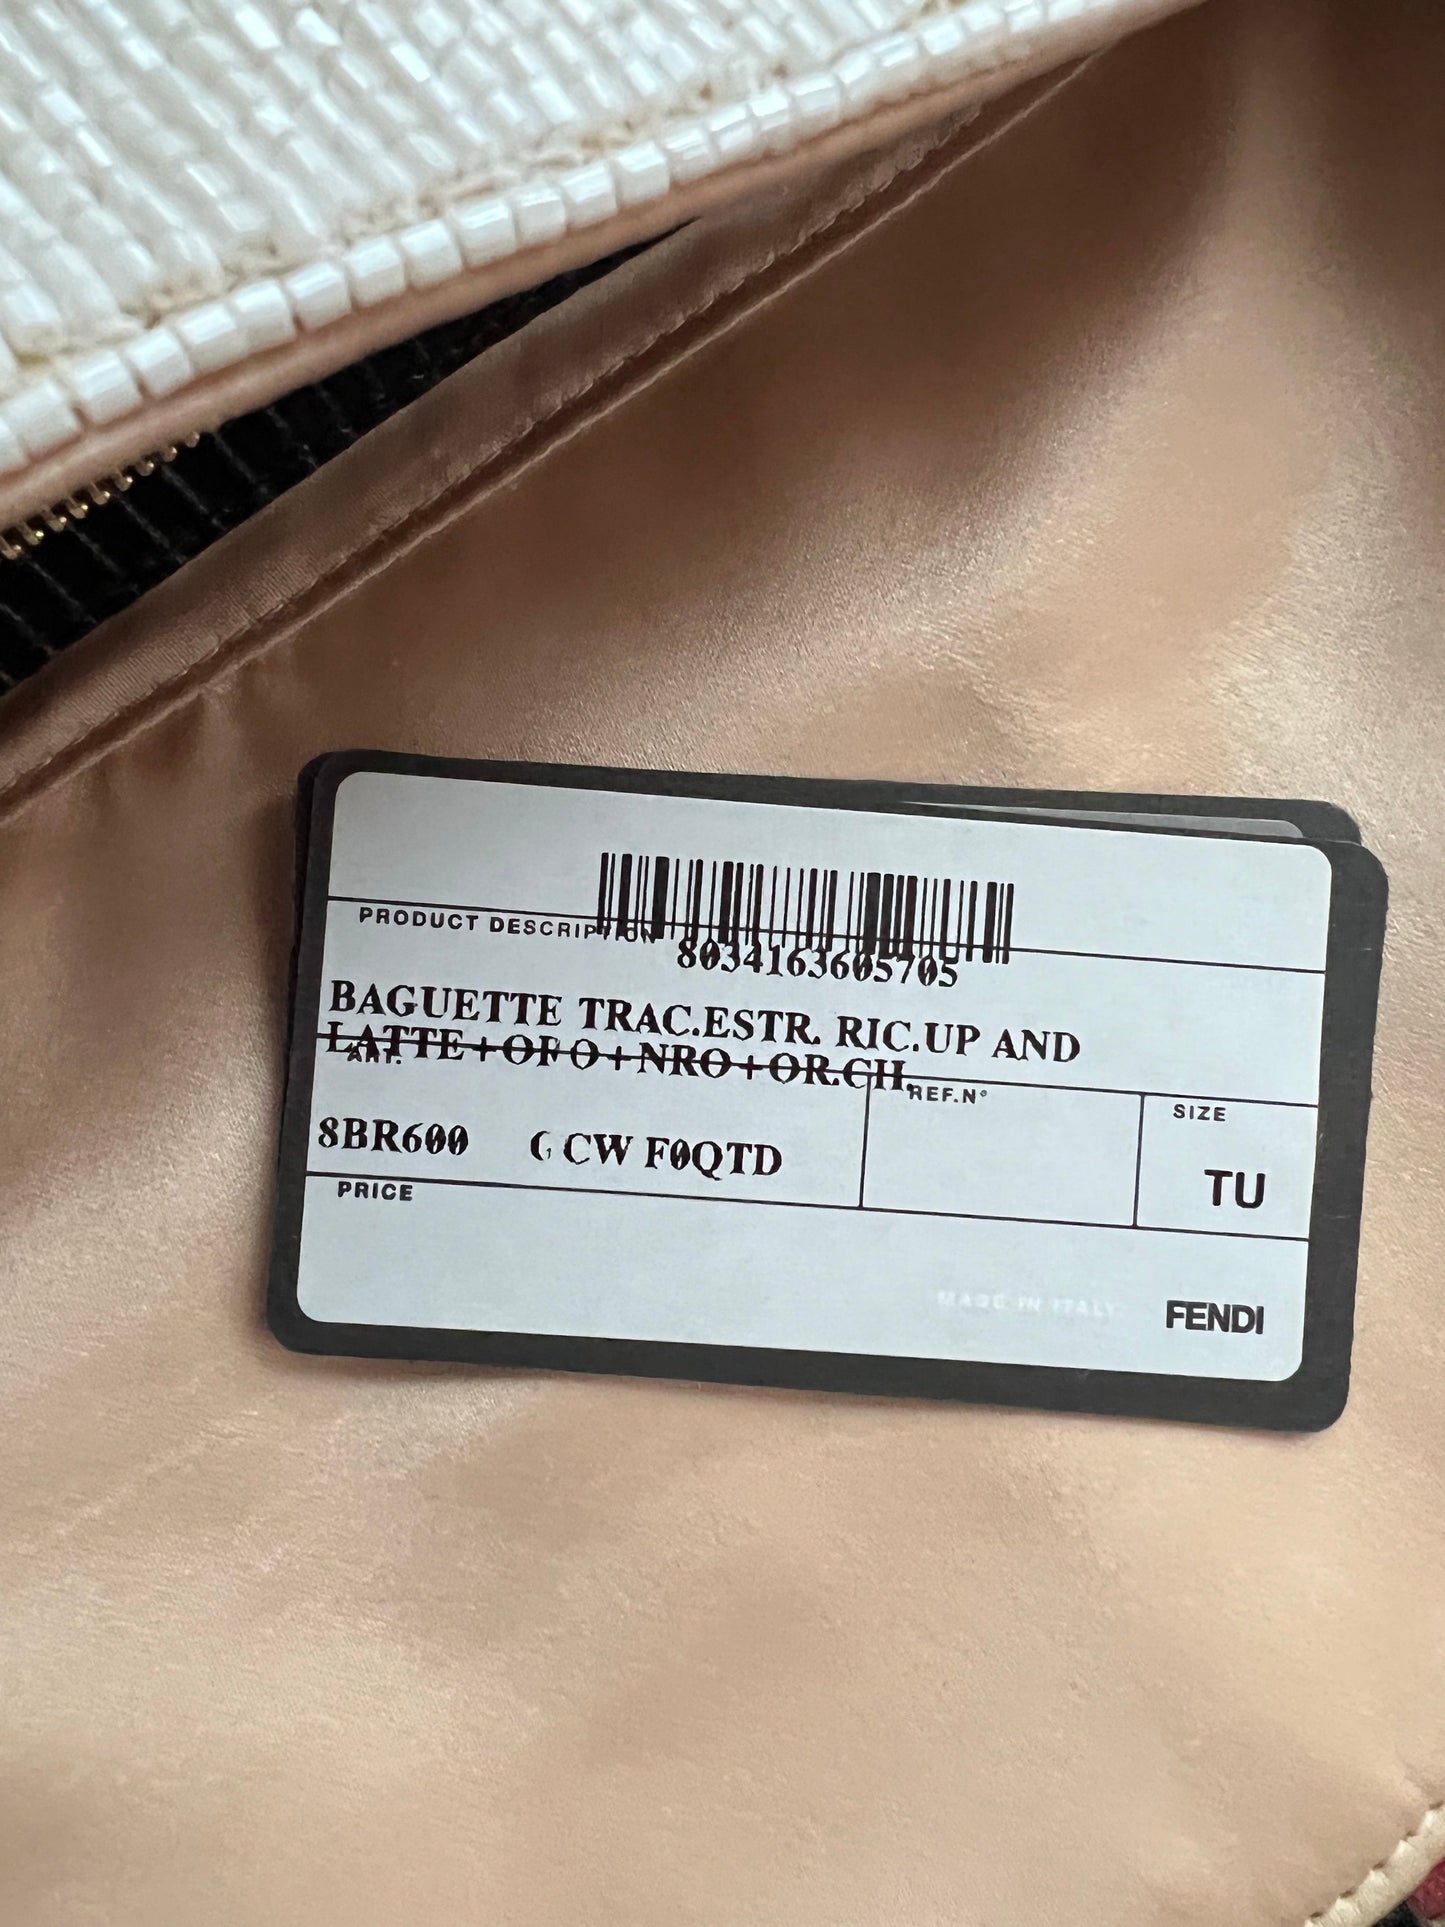 PRODUCT DESCRIPTION
8034163605705
BAGUETTE TRAC.ESTR. RIC.UP AND
LATTE+ORO+NRO+OR.CH.
ART.
REF.N°
SIZE
8BR600 CW F0QTD
TU
PRICE
MADE IN ITALY
FENDI